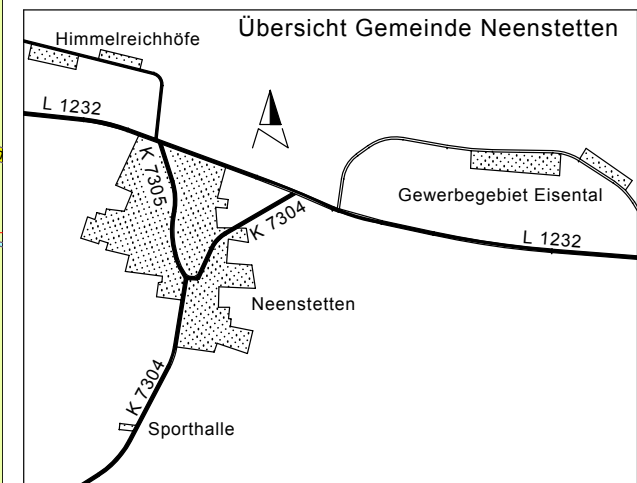 Übersicht Gemeinde Neenstetten
Himmelreichhöfe
L 1232
K 7305
K 7304
Gewerbegebiet Eisental
L 1232
Neenstetten
K 7304
Sporthalle